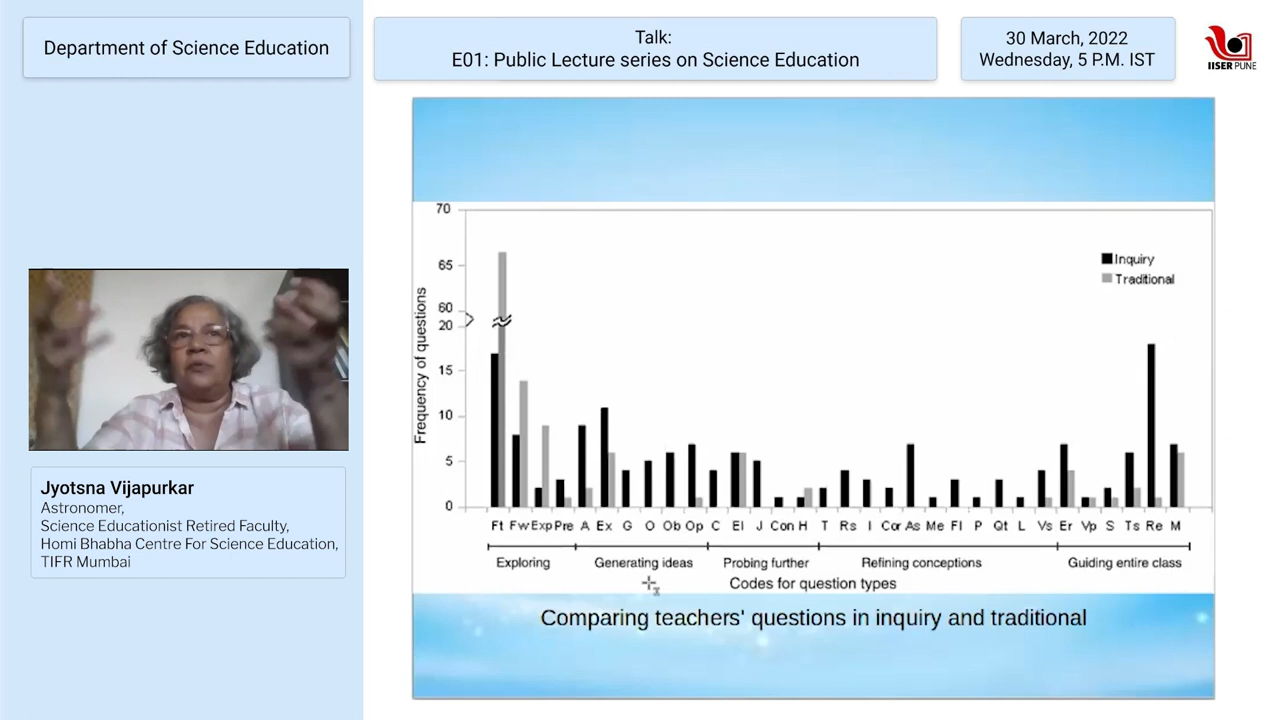 Department of Science Education
Talk:
E01: Public Lecture series on Science Education
30 March, 2022
Wednesday, 5 P.M. IST
IISER PUNE
Jyotsna Vijapurkar
Astronomer,
Science Educationist Retired Faculty,
Homi Bhabha Centre For Science Education,
TIFR Mumbai
Frequency of questions
70
65
60
20
15
10
5
0
Inquiry
Traditional
Ft Fw Exp Pre A Ex G O Ob Op C El J Con H T Rs I Cor As Me Fl P Qt L Vs Er Vp S Ts Re M
Exploring Generating ideas Probing further Refining conceptions Guiding entire class
Codes for question types
Comparing teachers' questions in inquiry and traditional